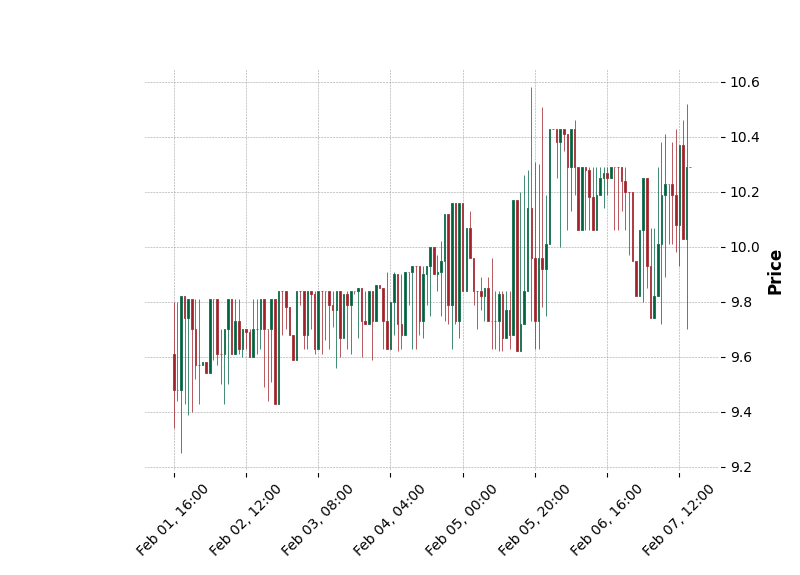 10.6
10.4
10.2
10.0
9.8
9.6
9.4
9.2
Price
Feb 01, 16:00
Feb 02, 12:00
Feb 03, 08:00
Feb 04, 04:00
Feb 05, 00:00
Feb 05, 20:00
Feb 06, 16:00
Feb 07, 12:00